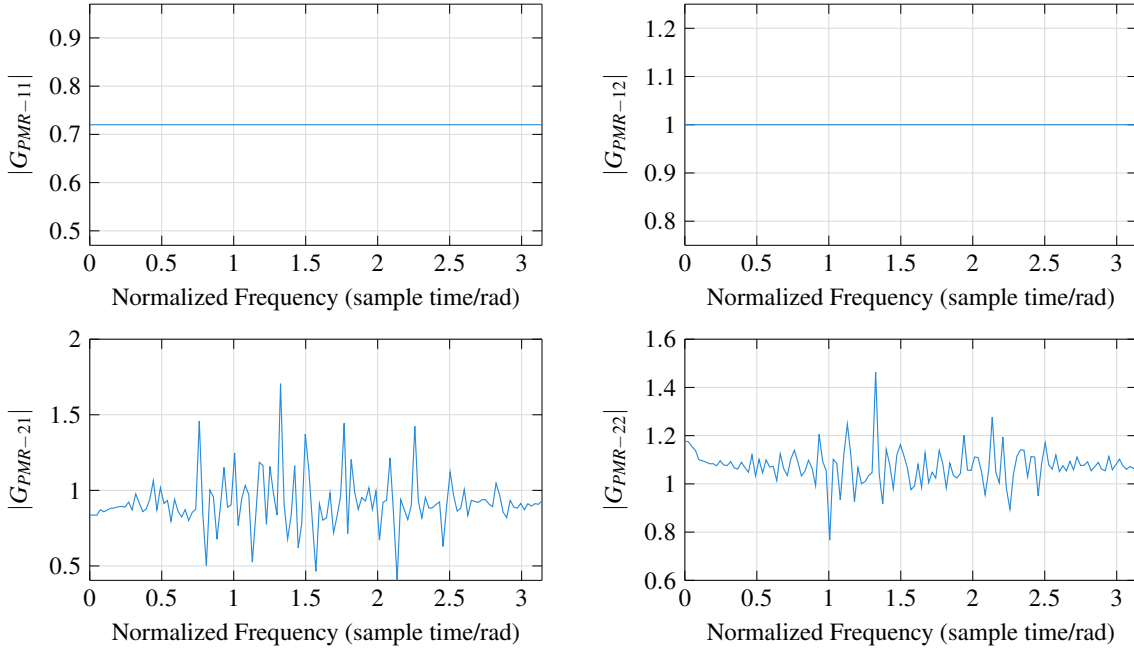 |G_{PMR−11}|
0.9
0.8
0.7
0.6
0.5
0 0.5 1 1.5 2 2.5 3
Normalized Frequency (sample time/rad)
|G_{PMR−12}|
1.2
1.1
1
0.9
0.8
0 0.5 1 1.5 2 2.5 3
Normalized Frequency (sample time/rad)
|G_{PMR−21}|
2
1.5
1
0.5
0 0.5 1 1.5 2 2.5 3
Normalized Frequency (sample time/rad)
|G_{PMR−22}|
1.6
1.4
1.2
1
0.8
0.6
0 0.5 1 1.5 2 2.5 3
Normalized Frequency (sample time/rad)